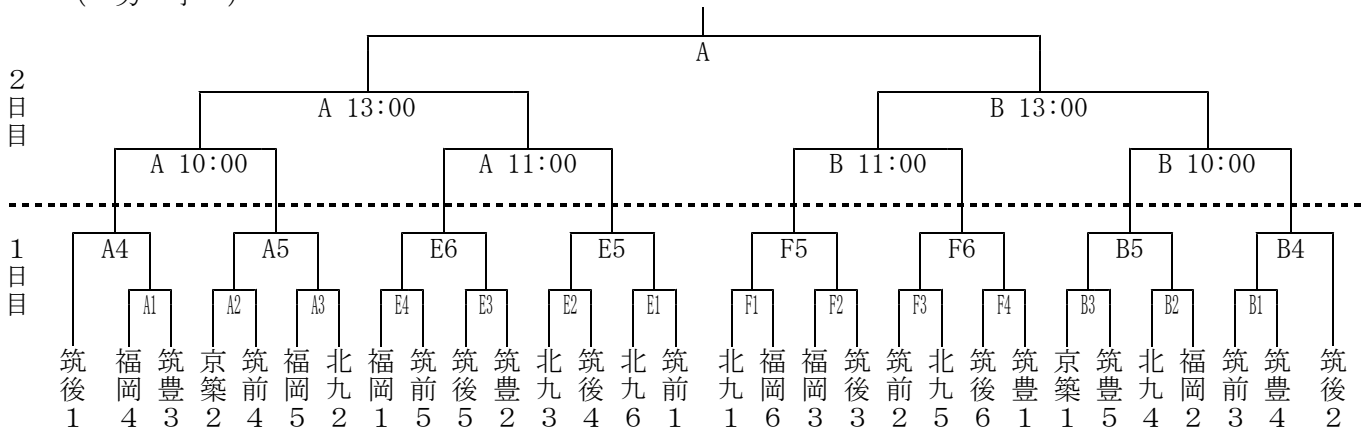 A
2日目
A 13:00 B 13:00
A 10:00 A 11:00 B 11:00 B 10:00
1日目
A4 A5 E6 E5 F5 F6 B5 B4
A1 A2 A3 E4 E3 E2 E1 F1 F2 F3 F4 B3 B2 B1
筑後1 福岡4 筑豊3 京築2 筑前4 福岡5 北九2 福岡1 筑前5 筑後5 筑豊2 北九3 筑後4 北九6 筑前1 北九1 福岡6 福岡3 筑後3 筑前2 北九5 筑後6 筑豊1 京築1 筑豊5 北九4 福岡2 筑前3 筑豊4 筑後2